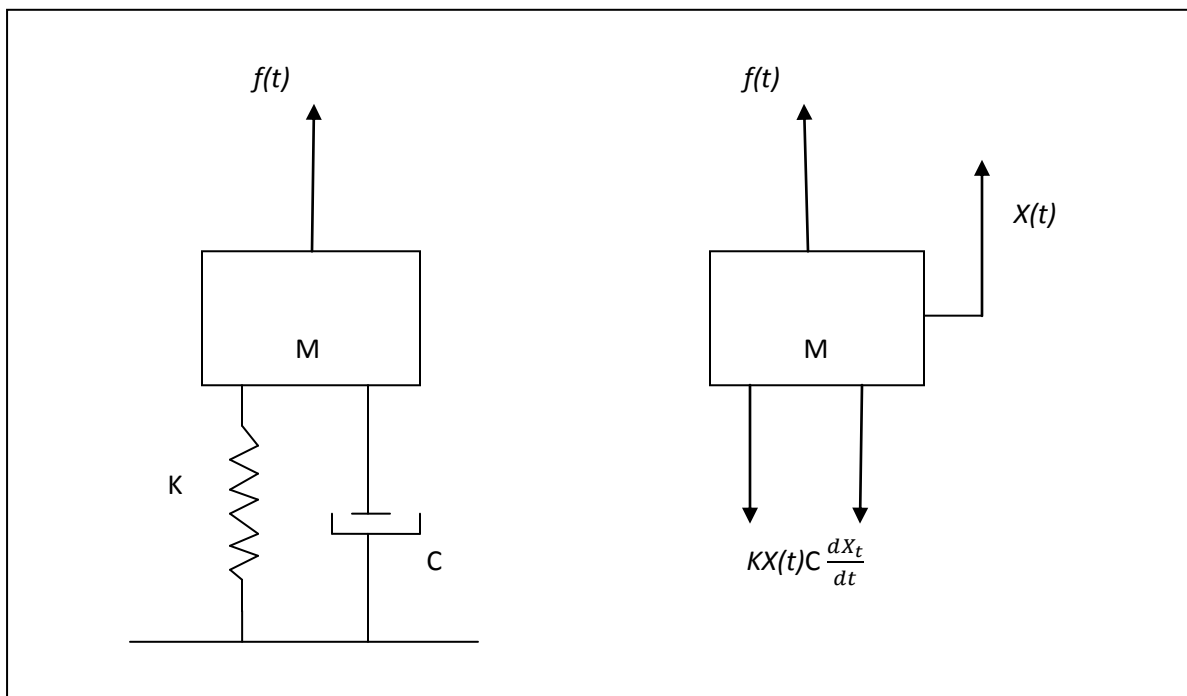 f(t)
M
K
C
f(t)
X(t)
M
KX(t)C dX_t/dt